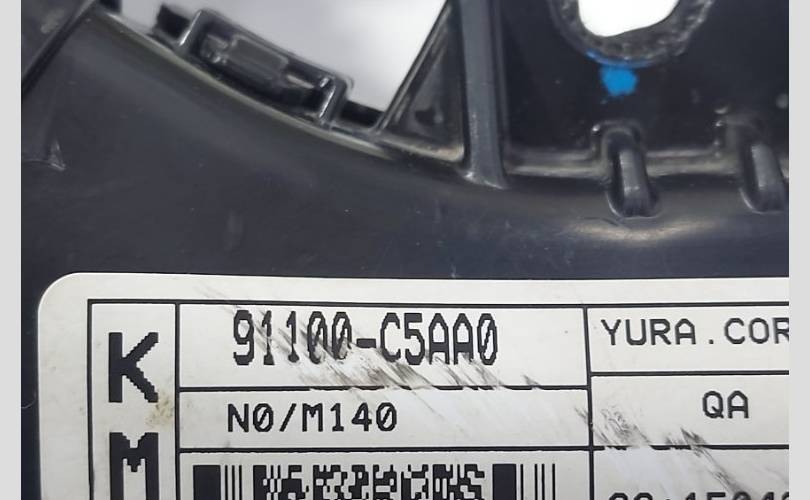 K
M
91100-C5AA0
YURA.COR
N0/M140
QA